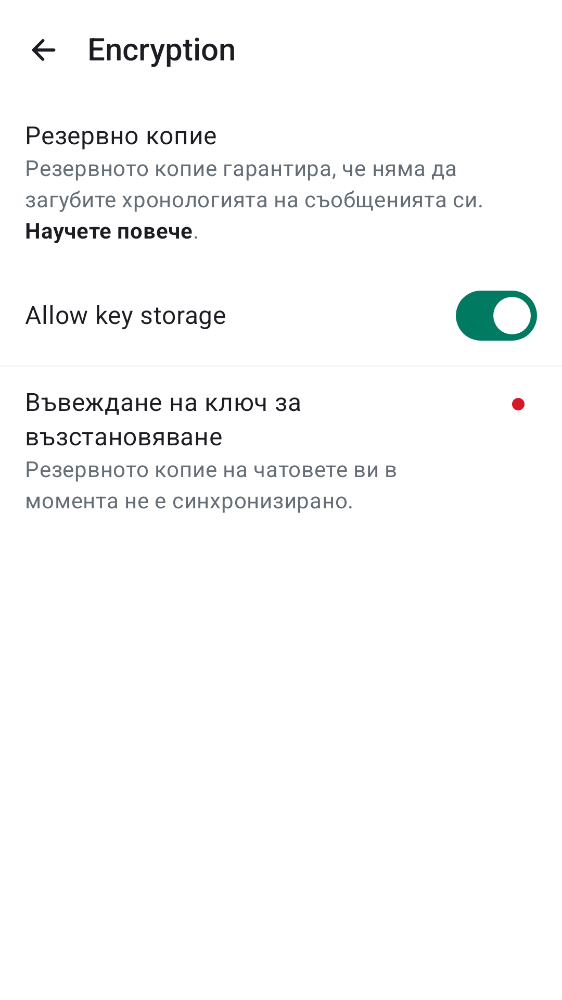 Encryption
Резервно копие
Резервното копие гарантира, че няма да
загубите хронологията на съобщенията си.
Научете повече.
Allow key storage
Въвеждане на ключ за
възстановяване
Резервното копие на чатовете ви в
момента не е синхронизирано.